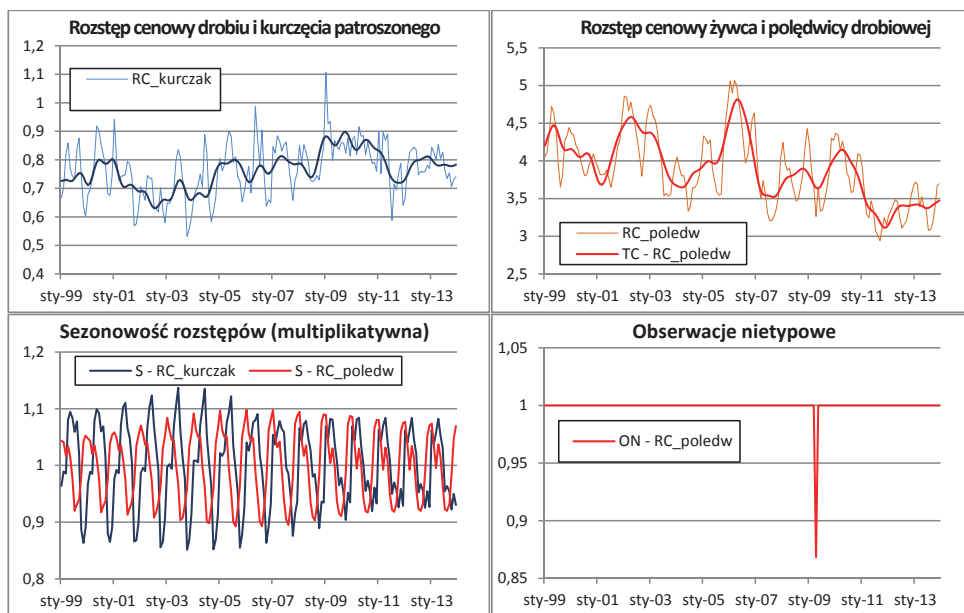 Rozstęp cenowy drobiu i kurczęcia patroszonego
1,2
1,1
1
0,9
0,8
0,7
0,6
0,5
0,4
RC_kurczak
sty-99 sty-01 sty-03 sty-05 sty-07 sty-09 sty-11 sty-13
Rozstęp cenowy żywca i polędwicy drobiowej
5,5
5
4,5
4
3,5
3
2,5
RC_poledw
TC - RC_poledw
sty-99 sty-01 sty-03 sty-05 sty-07 sty-09 sty-11 sty-13
Sezonowość rozstępów (multiplikatywna)
1,2
1,1
1
0,9
0,8
S - RC_kurczak S - RC_poledw
sty-99 sty-01 sty-03 sty-05 sty-07 sty-09 sty-11 sty-13
Obserwacje nietypowe
1,05
1
0,95
0,9
0,85
ON - RC_poledw
sty-99 sty-01 sty-03 sty-05 sty-07 sty-09 sty-11 sty-13